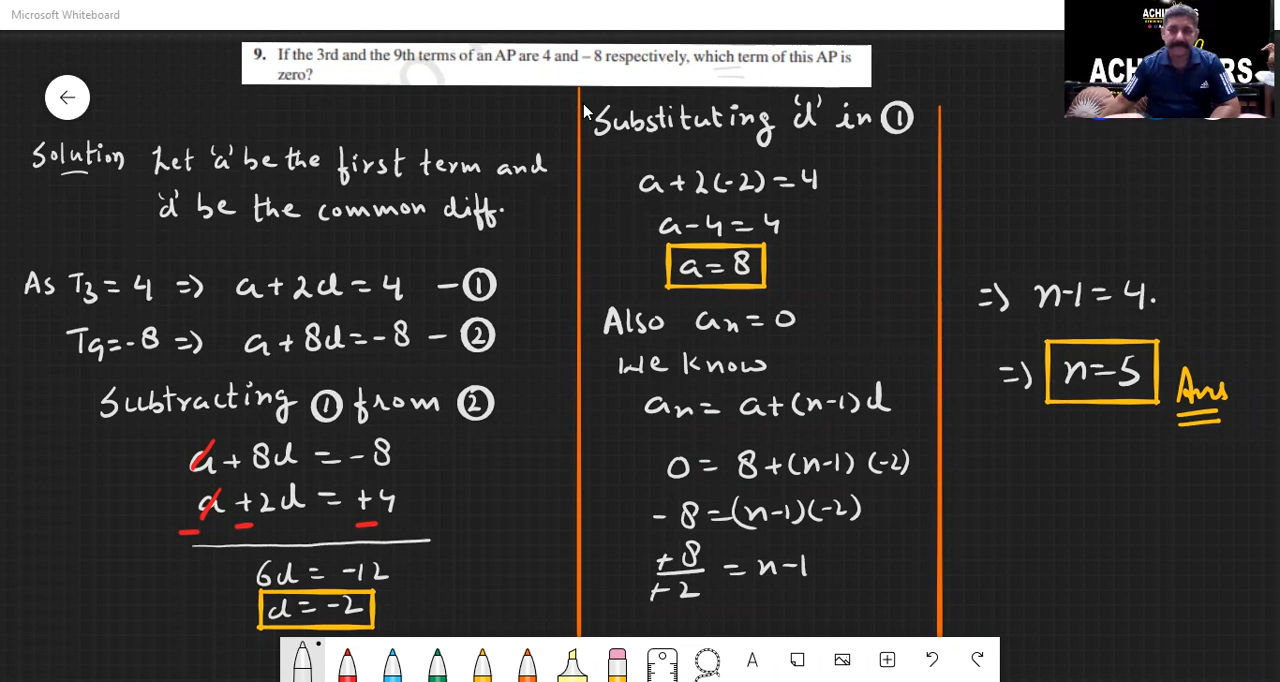 Microsoft Whiteboard
9. If the 3rd and the 9th terms of an AP are 4 and – 8 respectively, which term of this AP is
zero?
Solution Let 'a' be the first term and
'd' be the common diff.
As T3 = 4 => a + 2d = 4 — ①
T9 = -8 => a + 8d = -8 — ②
Subtracting ① from ②
a + 8d = -8
a + 2d = +4
— — —
6d = -12
d = -2
Substituting 'd' in ①
a + 2(-2) = 4
a - 4 = 4
a = 8
Also an = 0
We know
an = a + (n-1)d
0 = 8 + (n-1) (-2)
-8 = (n-1)(-2)
+8/+2 = n-1
=> n-1 = 4.
=> n = 5
Ans
A